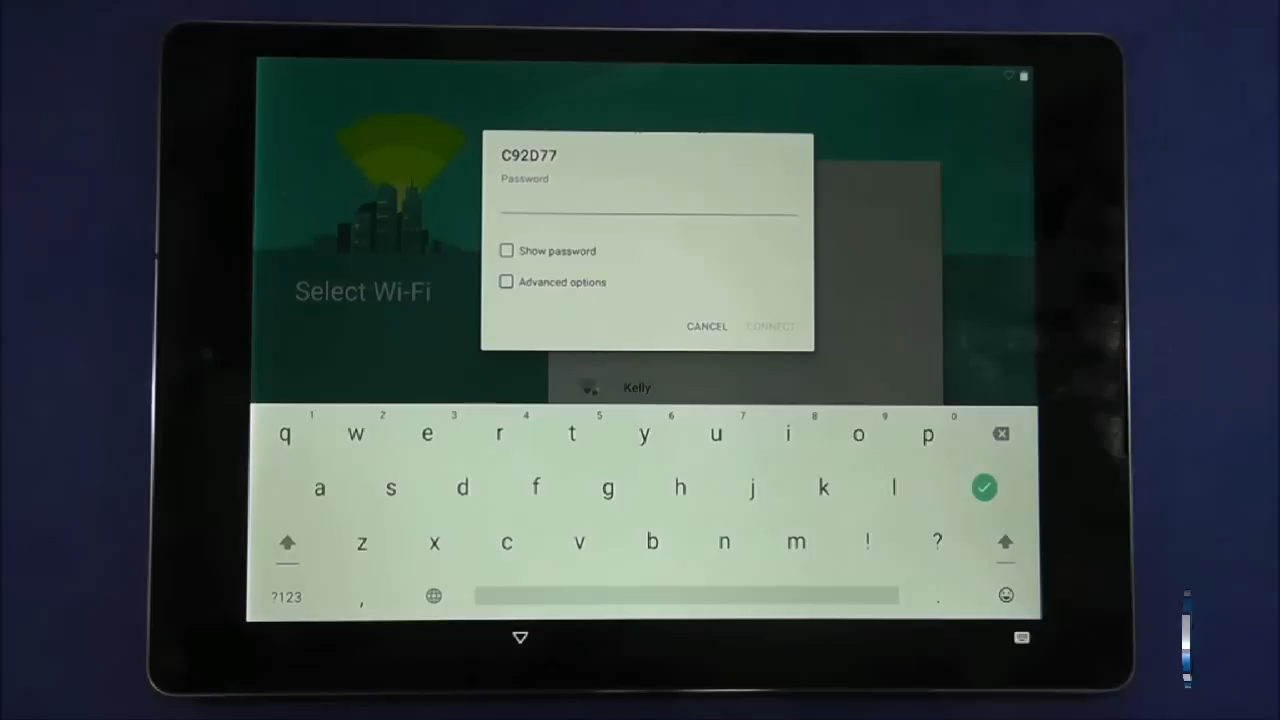 C92D77
Password
Show password
Advanced options
CANCEL CONNECT
Select Wi-Fi
Kelly
1 2 3 4 5 6 7 8 9 0
q w e r t y u i o p
a s d f g h j k l
z x c v b n m ! ?
?123 , .